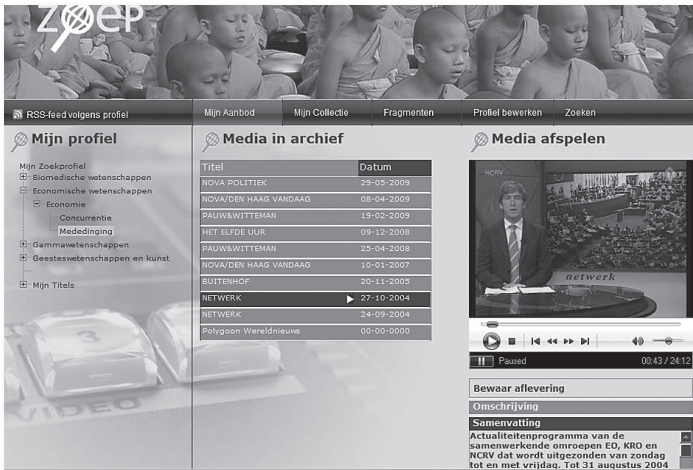 ZoEP
RSS-feed volgens profiel
Mijn Aanbod
Mijn Collectie
Fragmenten
Profiel bewerken
Zoeken
Mijn profiel
Mijn Zoekprofiel
Biomedische wetenschappen
Economische wetenschappen
Economie
Concurrentie
Mededinging
Gammawetenschappen
Geesteswetenschappen en kunst
Mijn Titels
3
VIDEO
Media in archief
Titel Datum
NOVA POLITIEK 29-05-2009
NOVA/DEN HAAG VANDAAG 08-04-2009
PAUW&WITTEMAN 19-02-2009
HET ELFDE UUR 09-12-2008
PAUW&WITTEMAN 25-04-2008
NOVA/DEN HAAG VANDAAG 10-01-2007
BUITENHOF 20-11-2005
NETWERK 27-10-2004
NETWERK 24-09-2004
Polygoon Wereldnieuws 00-00-0000
Media afspelen
NCRV
netwerk
Paused 00:43 / 24:12
Bewaar aflevering
Omschrijving
Samenvatting
Actualiteitenprogramma van de
samenwerkende omroepen EO, KRO en
NCRV dat wordt uitgezonden van zondag
tot en met vrijdag. Tot 31 augustus 2004